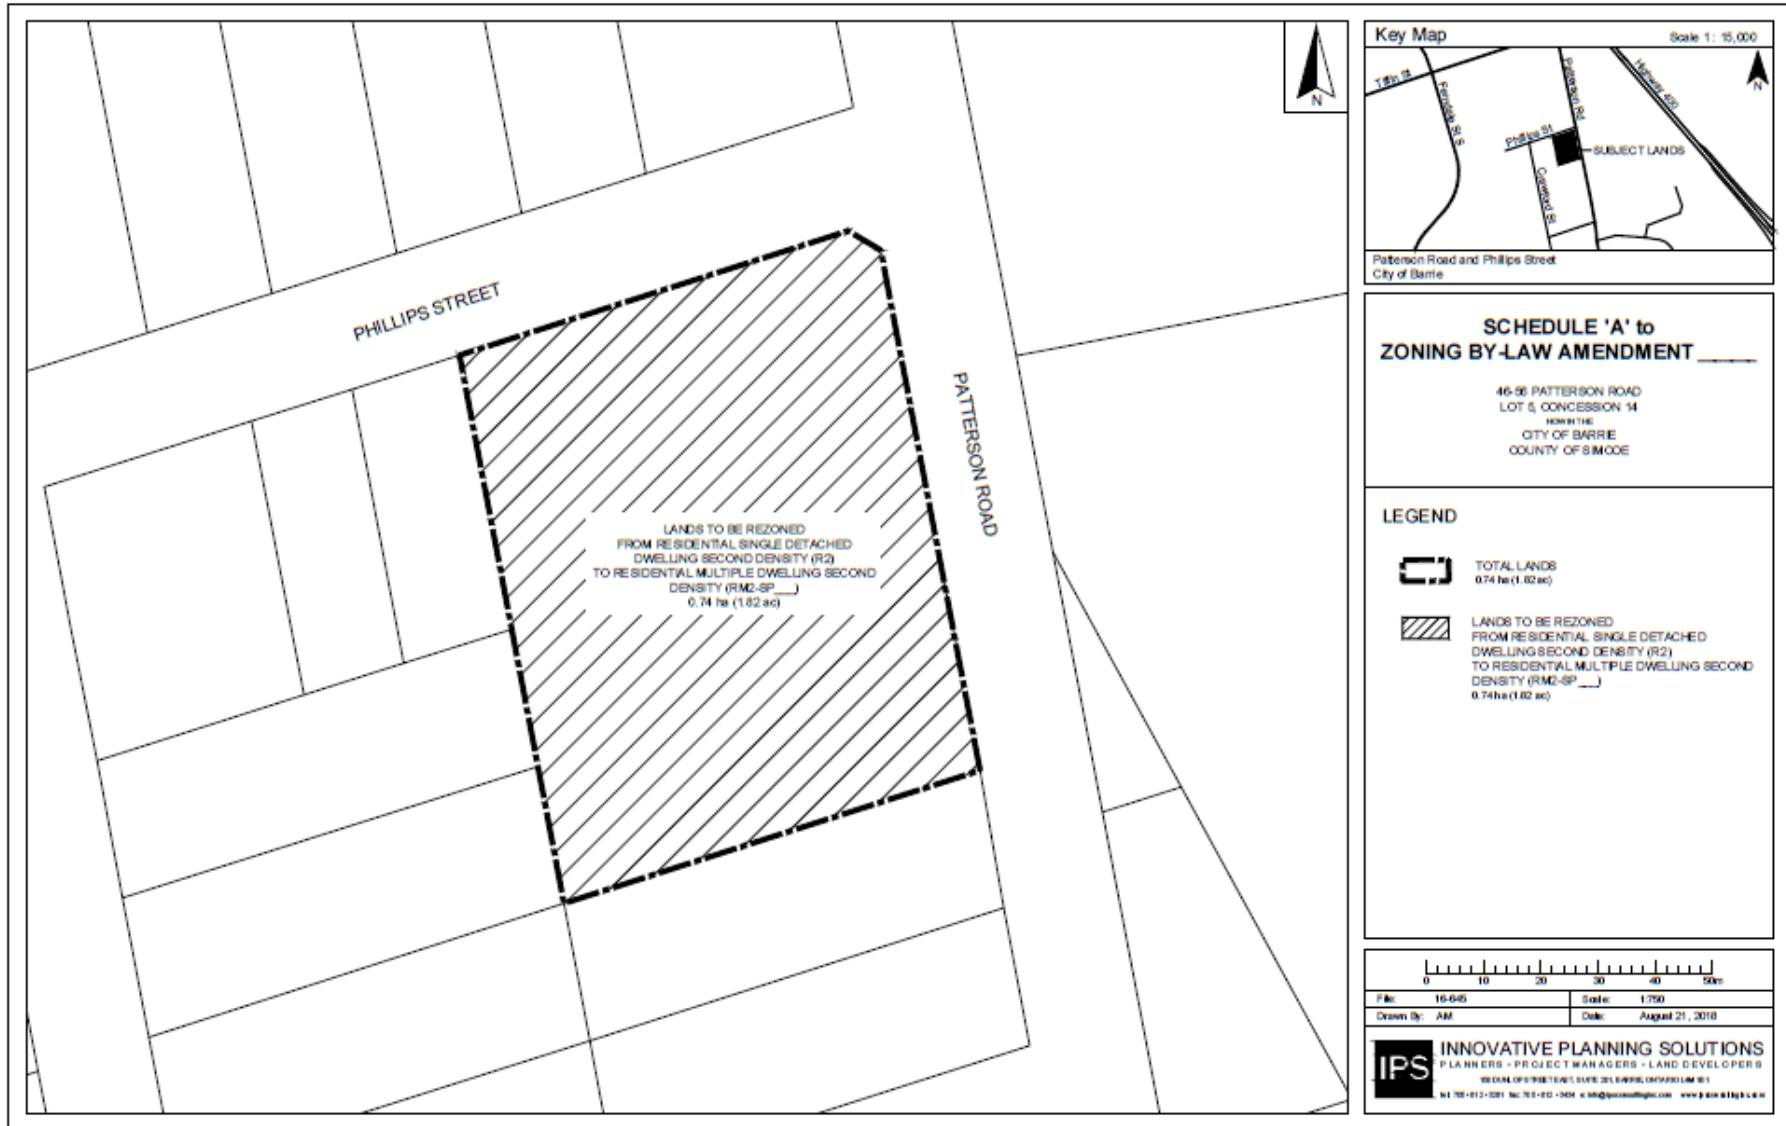 PHILLIPS STREET
PATTERSON ROAD
LANDS TO BE REZONED
FROM RESIDENTIAL SINGLE DETACHED
DWELLING SECOND DENSITY (R2)
TO RESIDENTIAL MULTIPLE DWELLING SECOND
DENSITY (RM2-SP___)
0.74 ha (1.82 ac)
N
Key Map
Scale 1: 15,000
Tiffin St
Ferndale St S
Patterson Rd
Highway 400
Phillips St
Crawford St
SUBJECT LANDS
N
Patterson Road and Phillips Street
City of Barrie
SCHEDULE 'A' to
ZONING BY-LAW AMENDMENT _____
46-56 PATTERSON ROAD
LOT 5, CONCESSION 14
NOW IN THE
CITY OF BARRIE
COUNTY OF SIMCOE
LEGEND
TOTAL LANDS
0.74 ha (1.82 ac)
LANDS TO BE REZONED
FROM RESIDENTIAL SINGLE DETACHED
DWELLING SECOND DENSITY (R2)
TO RESIDENTIAL MULTIPLE DWELLING SECOND
DENSITY (RM2-SP___)
0.74 ha (1.82 ac)
0 10 20 30 40 50m
File: 16-645 Scale: 1:750
Drawn By: AM Date: August 21, 2018
IPS
INNOVATIVE PLANNING SOLUTIONS
PLANNERS • PROJECT MANAGERS • LAND DEVELOPERS
STREET EAST, SUITE 201, BARRIE, ONTARIO